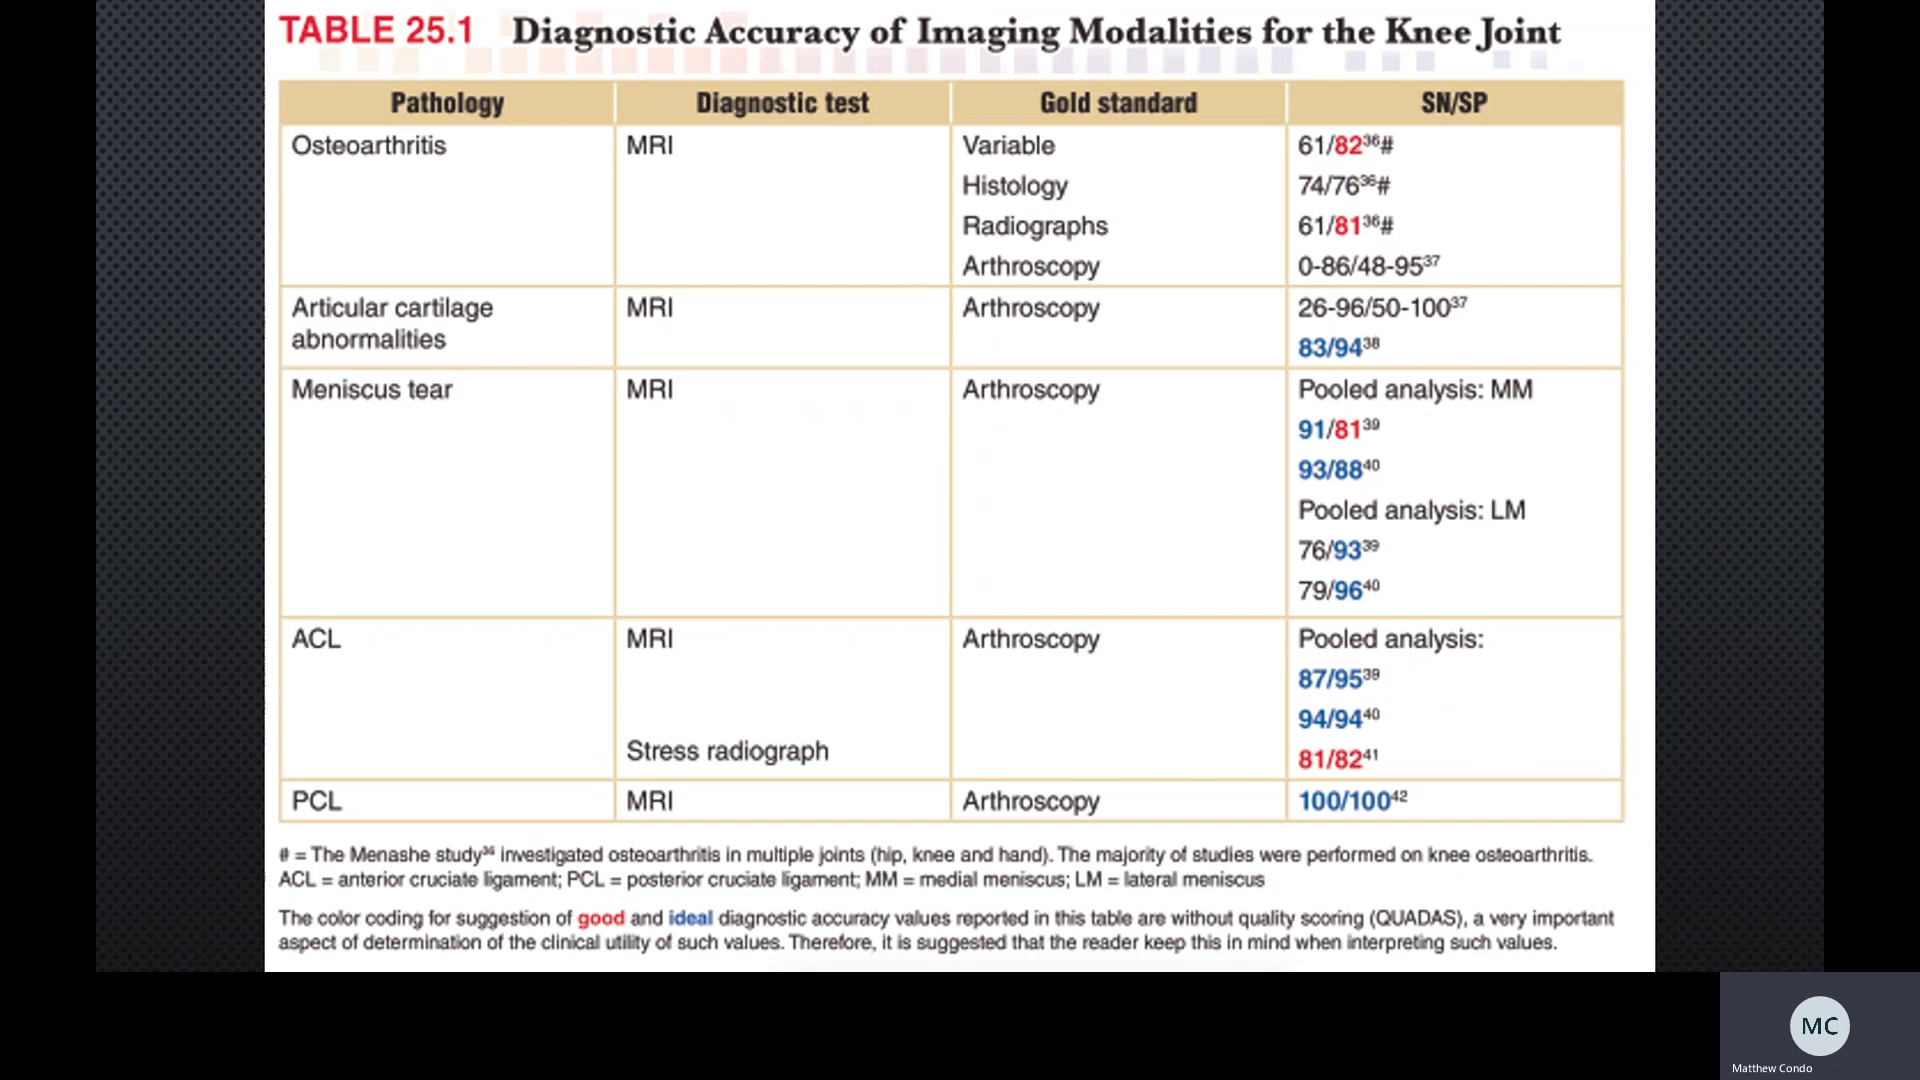 TABLE 25.1 Diagnostic Accuracy of Imaging Modalities for the Knee Joint
Pathology Diagnostic test Gold standard SN/SP
Osteoarthritis MRI Variable 61/82³⁶#
Histology 74/76³⁶#
Radiographs 61/81³⁶#
Arthroscopy 0-86/48-95³⁷
Articular cartilage abnormalities MRI Arthroscopy 26-96/50-100³⁷
83/94³⁸
Meniscus tear MRI Arthroscopy Pooled analysis: MM
91/81³⁹
93/88⁴⁰
Pooled analysis: LM
76/93³⁹
79/96⁴⁰
ACL MRI Arthroscopy Pooled analysis:
87/95³⁹
94/94⁴⁰
Stress radiograph 81/82⁴¹
PCL MRI Arthroscopy 100/100⁴²
# = The Menashe study³⁶ investigated osteoarthritis in multiple joints (hip, knee and hand). The majority of studies were performed on knee osteoarthritis.
ACL = anterior cruciate ligament; PCL = posterior cruciate ligament; MM = medial meniscus; LM = lateral meniscus
The color coding for suggestion of good and ideal diagnostic accuracy values reported in this table are without quality scoring (QUADAS), a very important
aspect of determination of the clinical utility of such values. Therefore, it is suggested that the reader keep this in mind when interpreting such values.
MC
Matthew Condo